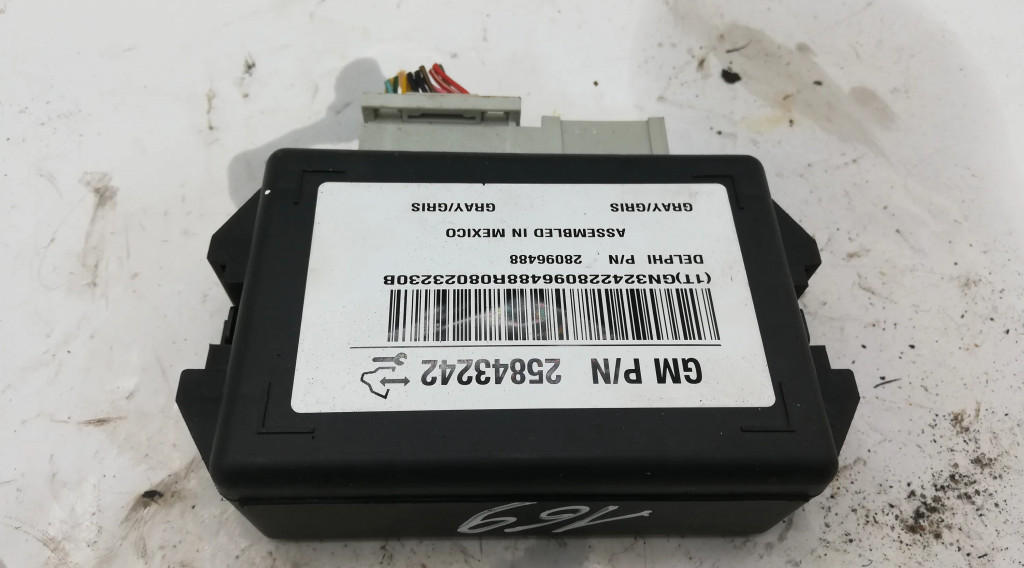 GM P/N 25843242
(1T)GN324228096488R08023230B
DELPHI P/N 28096488
ASSEMBLED IN MEXICO
GRAY/GRIS GRAY/GRIS
169